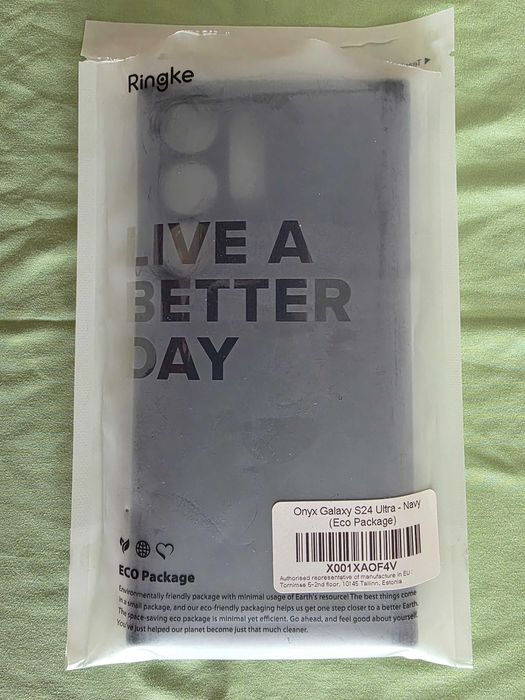 Ringke
Tear
LIVE A
BETTER
DAY
Onyx Galaxy S24 Ultra - Navy
(Eco Package)
X001XAOF4V
Authorised representative of manufacture in EU :
Tornimäe 5-2nd floor, 10145 Tallinn, Estonia
ECO Package
Environmentally friendly package with minimal usage of Earth's resource! The best things come
in a small package, and our eco-friendly packaging helps us get one step closer to a better Earth.
The space-saving eco package is minimal yet efficient. Go ahead, and feel good about yourself.
You've just helped our planet become just that much cleaner.